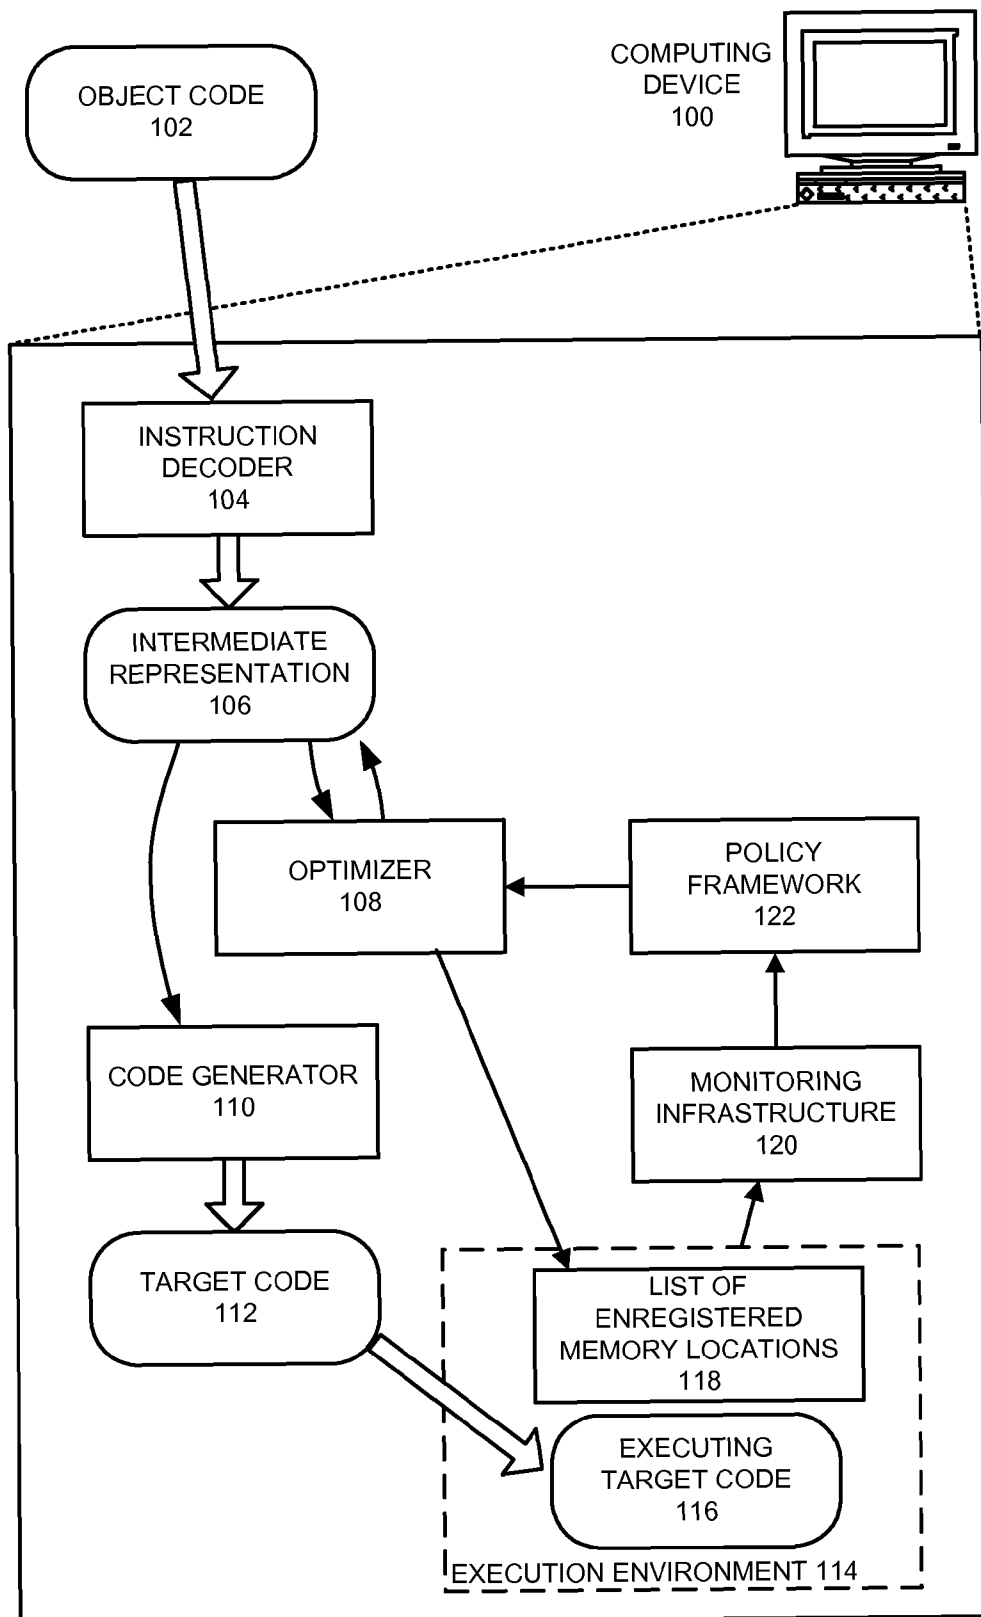 OBJECT CODE
102
COMPUTING
DEVICE
100
INSTRUCTION
DECODER
104
INTERMEDIATE
REPRESENTATION
106
OPTIMIZER
108
POLICY
FRAMEWORK
122
CODE GENERATOR
110
MONITORING
INFRASTRUCTURE
120
TARGET CODE
112
LIST OF
ENREGISTERED
MEMORY LOCATIONS
118
EXECUTING
TARGET CODE
116
EXECUTION ENVIRONMENT 114